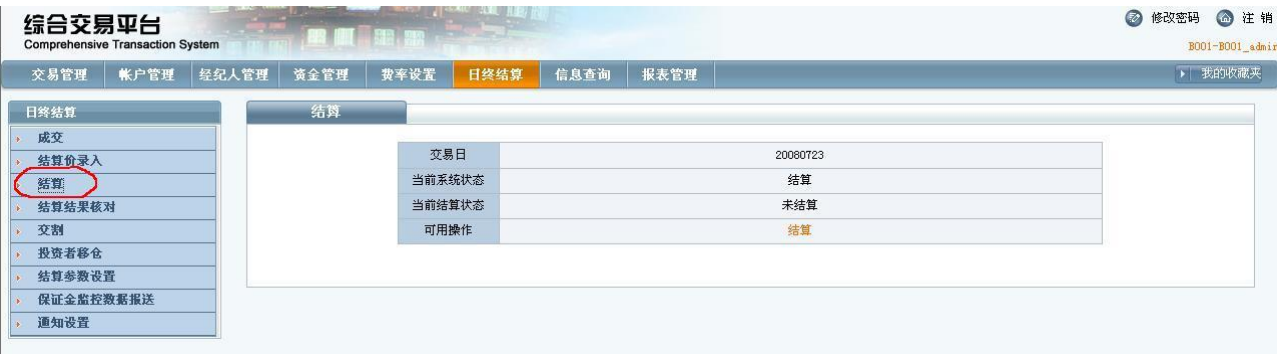 综合交易平台
Comprehensive Transaction System
修改密码 注 销
B001-B001_admin
交易管理 帐户管理 经纪人管理 资金管理 费率设置 日终结算 信息查询 报表管理 我的收藏夹
日终结算
成交
结算价录入
结算
结算结果核对
交割
投资者移仓
结算参数设置
保证金监控数据报送
通知设置
结算
交易日 20080723
当前系统状态 结算
当前结算状态 未结算
可用操作 结算